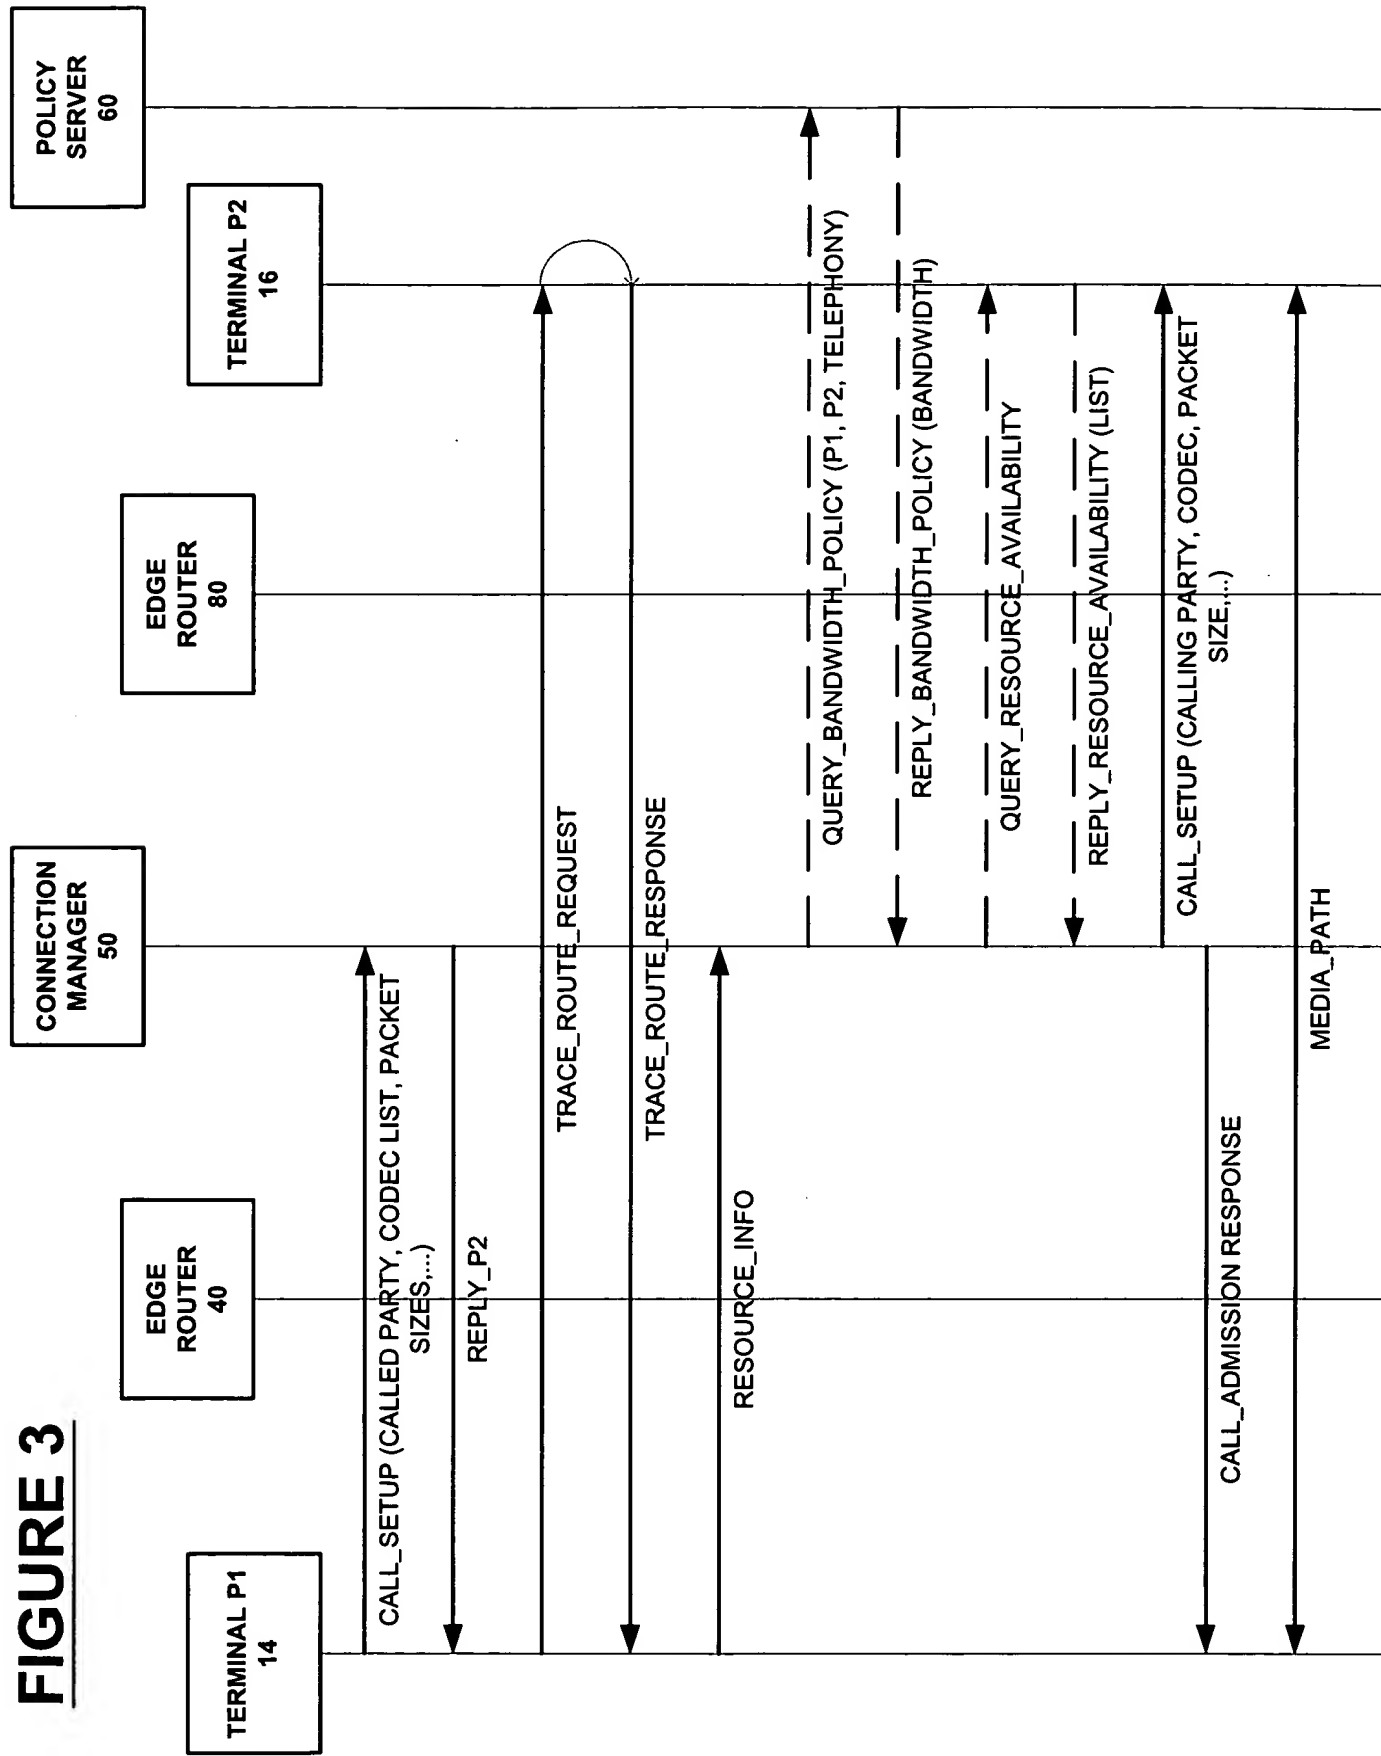 FIGURE 3
TERMINAL P1
14
EDGE
ROUTER
40
CONNECTION
MANAGER
50
EDGE
ROUTER
80
TERMINAL P2
16
POLICY
SERVER
60
CALL_SETUP (CALLED PARTY, CODEC LIST, PACKET
SIZES,...)
REPLY_P2
TRACE_ROUTE_REQUEST
TRACE_ROUTE_RESPONSE
RESOURCE_INFO
QUERY_BANDWIDTH_POLICY (P1, P2, TELEPHONY)
REPLY_BANDWIDTH_POLICY (BANDWIDTH)
QUERY_RESOURCE_AVAILABILITY
REPLY_RESOURCE_AVAILABILITY (LIST)
CALL_SETUP (CALLING PARTY, CODEC, PACKET
SIZE,...)
CALL_ADMISSION RESPONSE
MEDIA_PATH